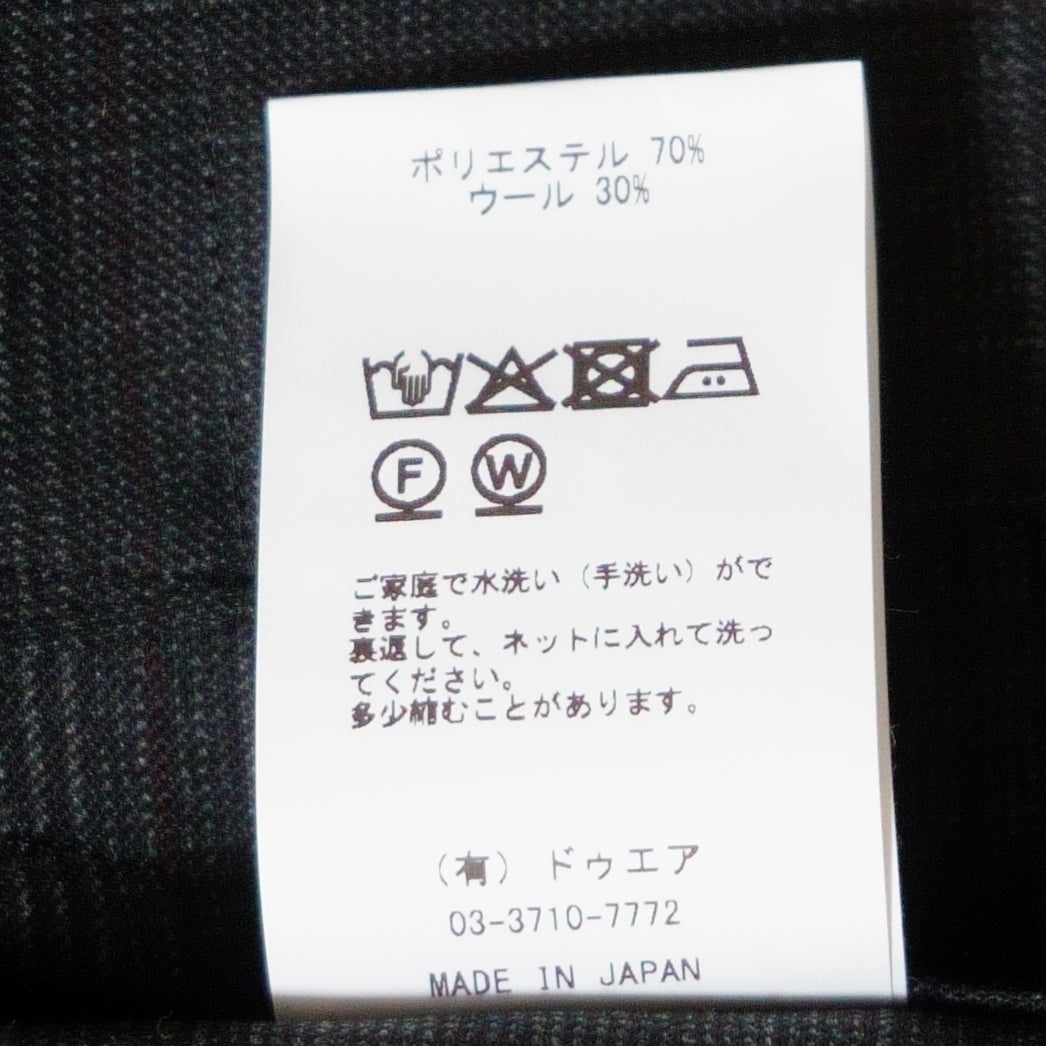 ポリエステル 70%
ウール 30%
F W
ご家庭で水洗い（手洗い）がで
きます。
裏返して、ネットに入れて洗っ
てください。
多少縮むことがあります。
（有）ドゥエア
03-3710-7772
MADE IN JAPAN